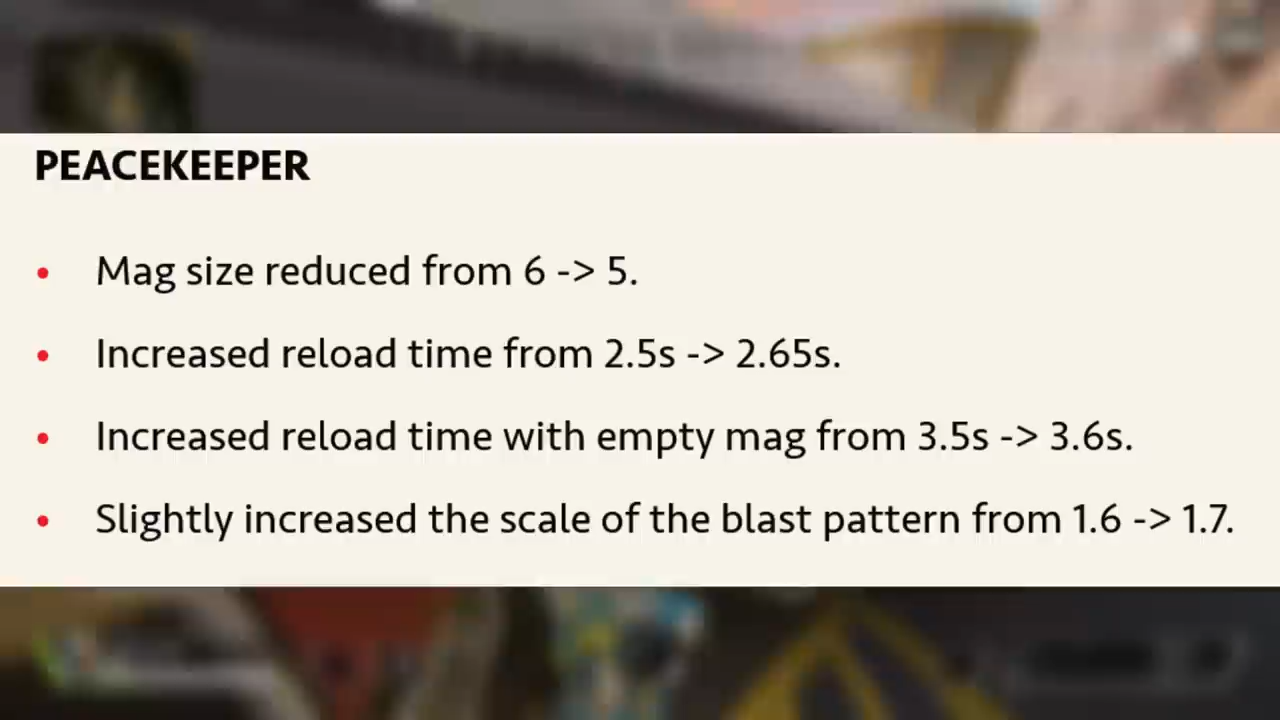 PEACEKEEPER
• Mag size reduced from 6 -> 5.
• Increased reload time from 2.5s -> 2.65s.
• Increased reload time with empty mag from 3.5s -> 3.6s.
• Slightly increased the scale of the blast pattern from 1.6 -> 1.7.